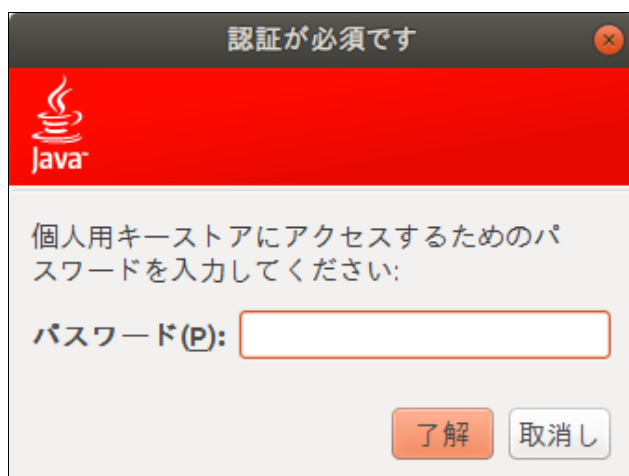 認証が必須です
Java
個人用キーストアにアクセスするためのパ
スワードを入力してください:
パスワード(P):
了解 取消し